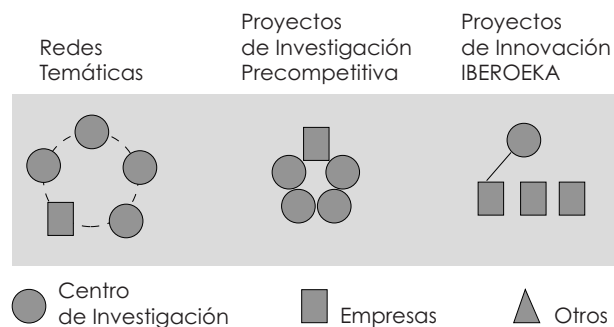 Redes
Temáticas
Proyectos
de Investigación
Precompetitiva
Proyectos
de Innovación
IBEROEKA
Centro
de Investigación
Empresas
Otros